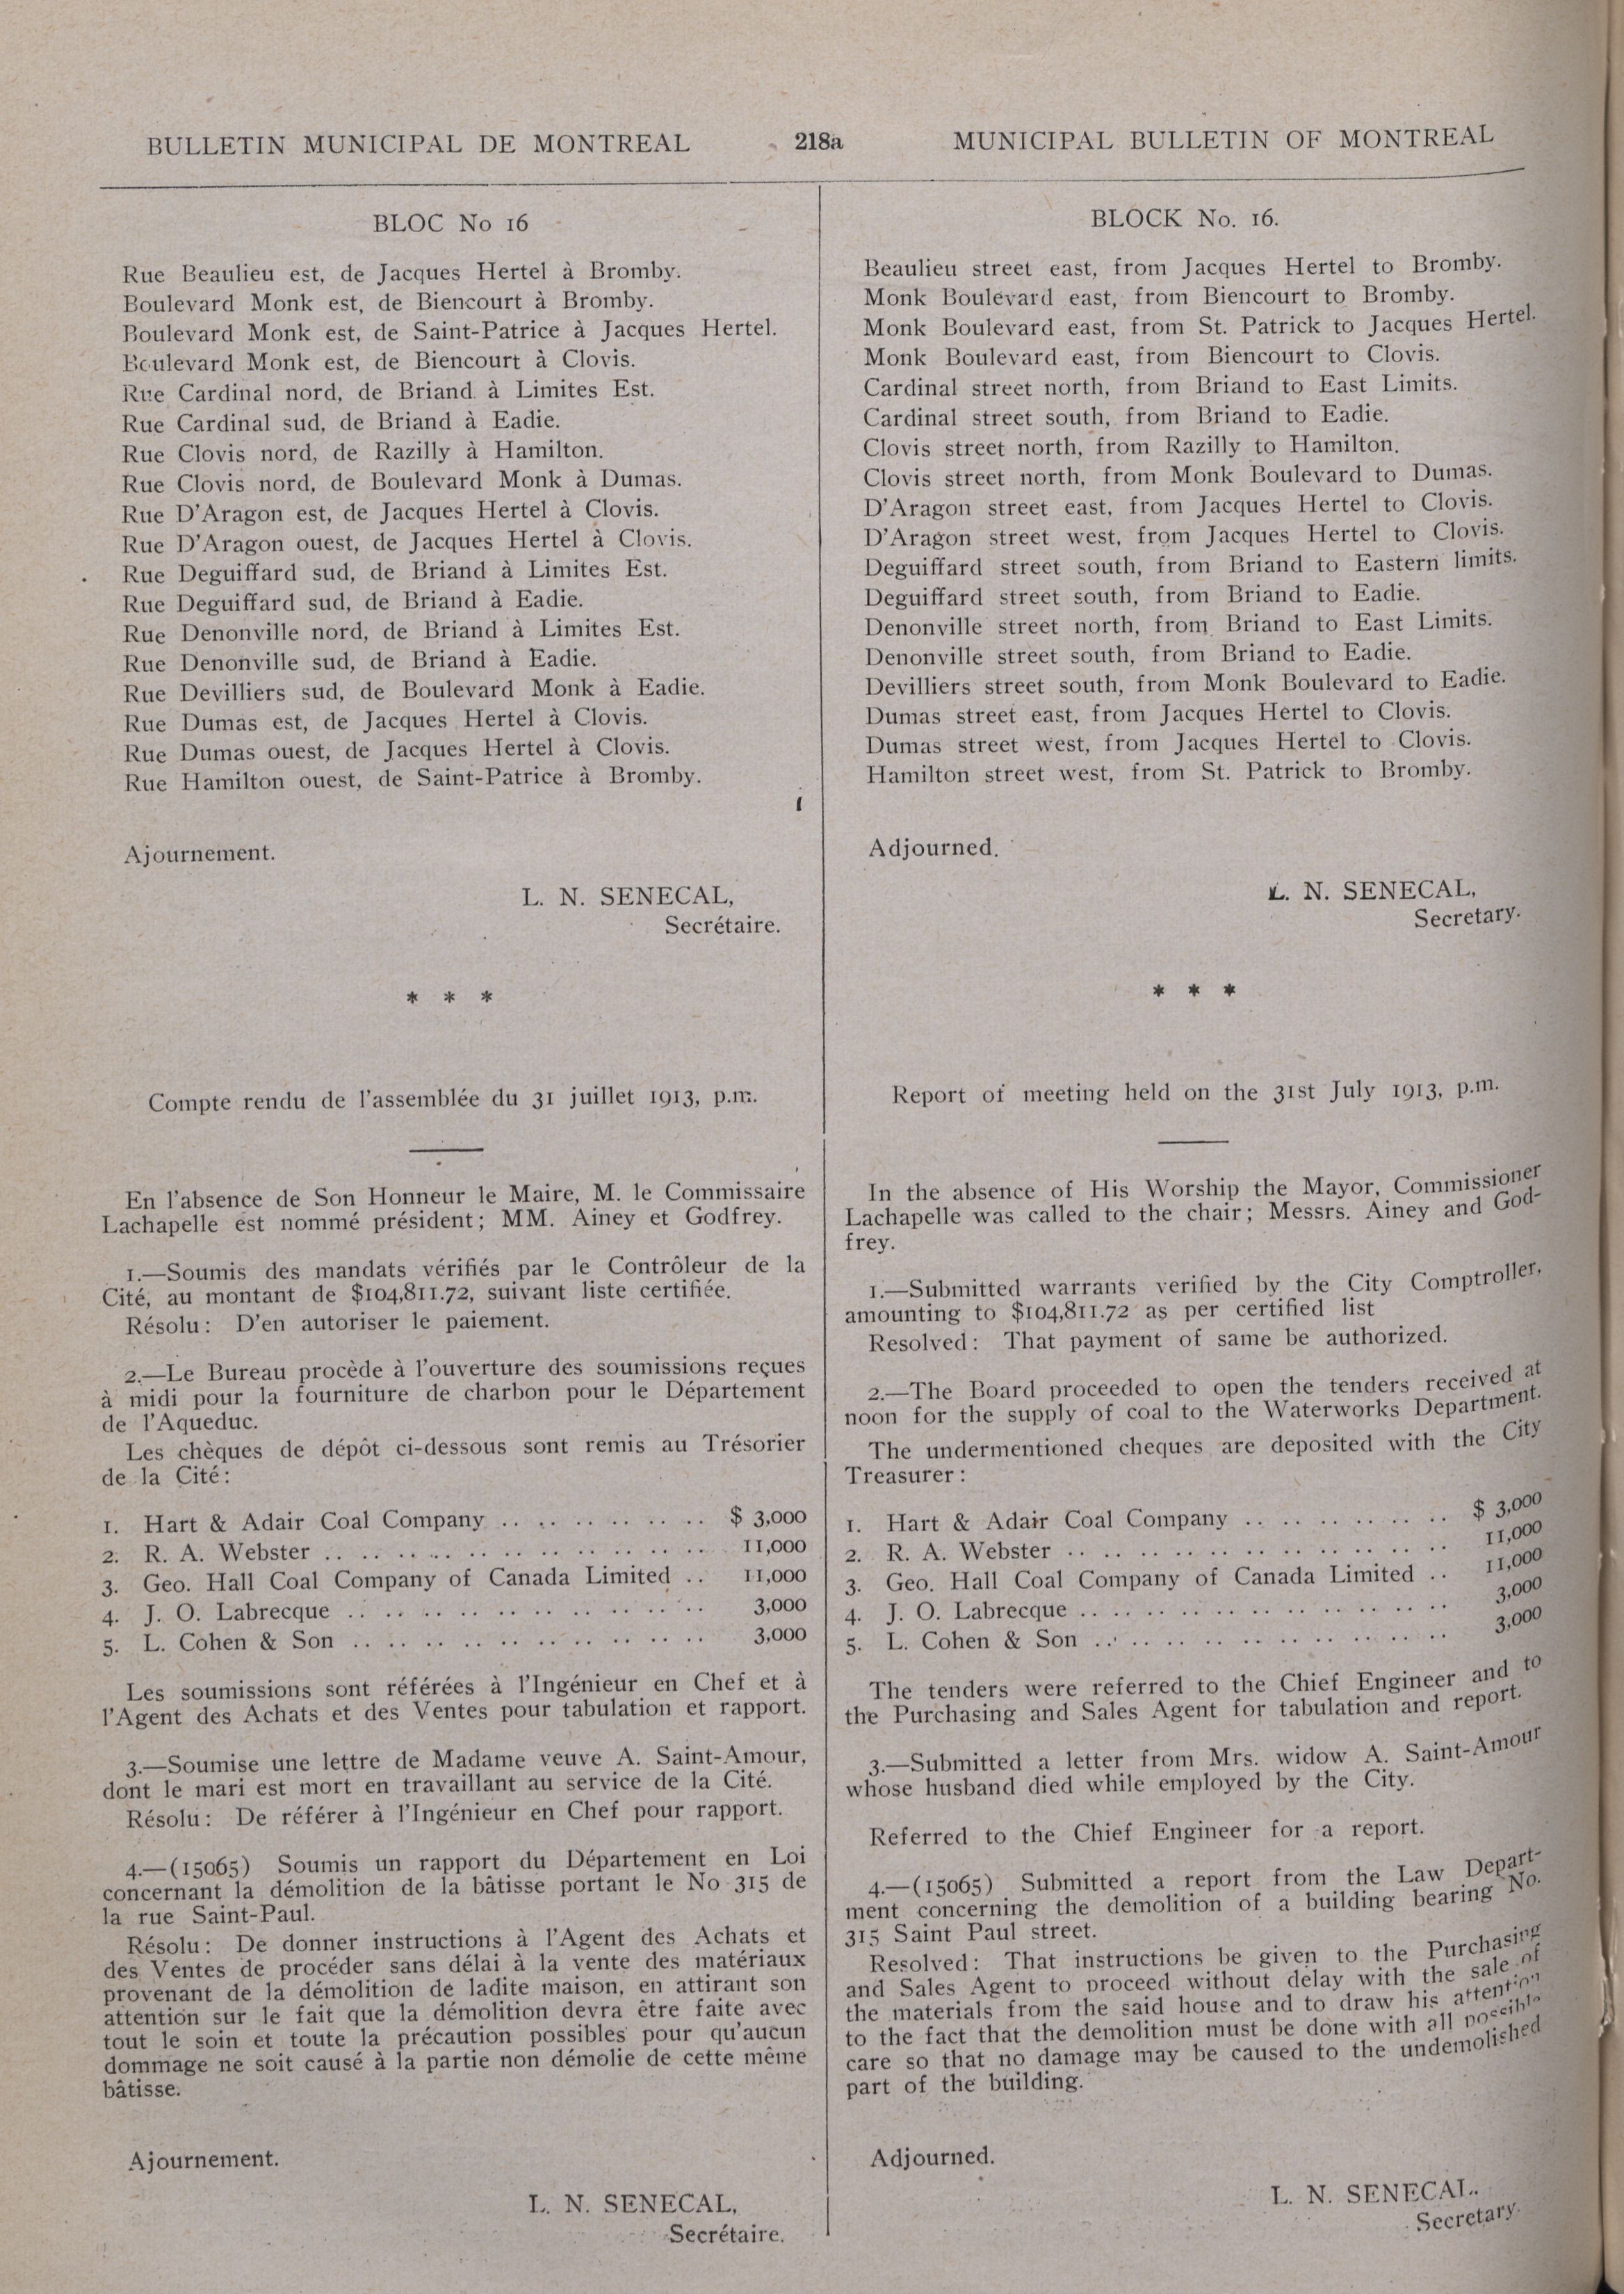 BULLETIN MUNICIPAL DE MONTREAL
218a
MUNICIPAL BULLETIN OF MONTREAL
BLOC No 16
Rue Beaulieu est, de Jacques Hertel à Bromby.
Boulevard Monk est, de Biencourt à Bromby.
Boulevard Monk est, de Saint-Patrice à Jacques Hertel.
Boulevard Monk est, de Biencourt à Clovis.
Rue Cardinal nord, de Briand à Limites Est.
Rue Cardinal sud, de Briand à Eadie.
Rue Clovis nord, de Razilly à Hamilton.
Rue Clovis nord, de Boulevard Monk à Dumas.
Rue D'Aragon est, de Jacques Hertel à Clovis.
Rue D'Aragon ouest, de Jacques Hertel à Clovis.
Rue Deguiffard sud, de Briand à Limites Est.
Rue Deguiffard sud, de Briand à Eadie.
Rue Denonville nord, de Briand à Limites Est.
Rue Denonville sud, de Briand à Eadie.
Rue Devilliers sud, de Boulevard Monk à Eadie.
Rue Dumas est, de Jacques Hertel à Clovis.
Rue Dumas ouest, de Jacques Hertel à Clovis.
Rue Hamilton ouest, de Saint-Patrice à Bromby.
Ajournement.
L. N. SENECAL,
Secrétaire.
* * *
Compte rendu de l'assemblée du 31 juillet 1913, p.m.
En l'absence de Son Honneur le Maire, M. le Commissaire
Lachapelle est nommé président; MM. Ainey et Godfrey.
1.—Soumis des mandats vérifiés par le Contrôleur de la
Cité, au montant de $104,811.72, suivant liste certifiée.
Résolu: D'en autoriser le paiement.
2.—Le Bureau procède à l'ouverture des soumissions reçues
à midi pour la fourniture de charbon pour le Département
de l'Aqueduc.
Les chèques de dépôt ci-dessous sont remis au Trésorier
de la Cité:
1. Hart & Adair Coal Company .. .. .. .. .. .. $ 3,000
2. R. A. Webster .. .. .. .. .. .. .. .. .. .. .. 11,000
3. Geo. Hall Coal Company of Canada Limited .. 11,000
4. J. O. Labrecque .. .. .. .. .. .. .. .. .. .. 3,000
5. L. Cohen & Son .. .. .. .. .. .. .. .. .. .. 3,000
Les soumissions sont référées à l'Ingénieur en Chef et à
l'Agent des Achats et des Ventes pour tabulation et rapport.
3.—Soumise une lettre de Madame veuve A. Saint-Amour,
dont le mari est mort en travaillant au service de la Cité.
Résolu: De référer à l'Ingénieur en Chef pour rapport.
4.—(15065) Soumis un rapport du Département en Loi
concernant la démolition de la bâtisse portant le No 315 de
la rue Saint-Paul.
Résolu: De donner instructions à l'Agent des Achats et
des Ventes de procéder sans délai à la vente des matériaux
provenant de la démolition de ladite maison, en attirant son
attention sur le fait que la démolition devra être faite avec
tout le soin et toute la précaution possibles pour qu'aucun
dommage ne soit causé à la partie non démolie de cette même
bâtisse.
Ajournement.
L. N. SENECAL,
Secrétaire.
BLOCK No. 16.
Beaulieu street east, from Jacques Hertel to Bromby.
Monk Boulevard east, from Biencourt to Bromby.
Monk Boulevard east, from St. Patrick to Jacques Hertel.
Monk Boulevard east, from Biencourt to Clovis.
Cardinal street north, from Briand to East Limits.
Cardinal street south, from Briand to Eadie.
Clovis street north, from Razilly to Hamilton.
Clovis street north, from Monk Boulevard to Dumas.
D'Aragon street east, from Jacques Hertel to Clovis.
D'Aragon street west, from Jacques Hertel to Clovis.
Deguiffard street south, from Briand to Eastern limits.
Deguiffard street south, from Briand to Eadie.
Denonville street north, from Briand to East Limits.
Denonville street south, from Briand to Eadie.
Devilliers street south, from Monk Boulevard to Eadie.
Dumas street east, from Jacques Hertel to Clovis.
Dumas street west, from Jacques Hertel to Clovis.
Hamilton street west, from St. Patrick to Bromby.
Adjourned.
L. N. SENECAL,
Secretary.
* * *
Report of meeting held on the 31st July 1913, p.m.
In the absence of His Worship the Mayor, Commissioner
Lachapelle was called to the chair; Messrs. Ainey and God-
frey.
1.—Submitted warrants verified by the City Comptroller,
amounting to $104,811.72 as per certified list
Resolved: That payment of same be authorized.
2.—The Board proceeded to open the tenders received at
noon for the supply of coal to the Waterworks Department.
The undermentioned cheques are deposited with the City
Treasurer:
1. Hart & Adair Coal Company .. .. .. .. .. .. $ 3,000
2. R. A. Webster .. .. .. .. .. .. .. .. .. .. .. 11,000
3. Geo. Hall Coal Company of Canada Limited .. 11,000
4. J. O. Labrecque .. .. .. .. .. .. .. .. .. .. 3,000
5. L. Cohen & Son .. .. .. .. .. .. .. .. .. .. 3,000
The tenders were referred to the Chief Engineer and to
the Purchasing and Sales Agent for tabulation and report.
3.—Submitted a letter from Mrs. widow A. Saint-Amour
whose husband died while employed by the City.
Referred to the Chief Engineer for a report.
4.—(15065) Submitted a report from the Law Depart-
ment concerning the demolition of a building bearing No.
315 Saint Paul street.
Resolved: That instructions be given to the Purchasing
and Sales Agent to proceed without delay with the sale of
the materials from the said house and to draw his attention
to the fact that the demolition must be done with all possible
care so that no damage may be caused to the undemolished
part of the building.
Adjourned.
L. N. SENECAL.
Secretary.